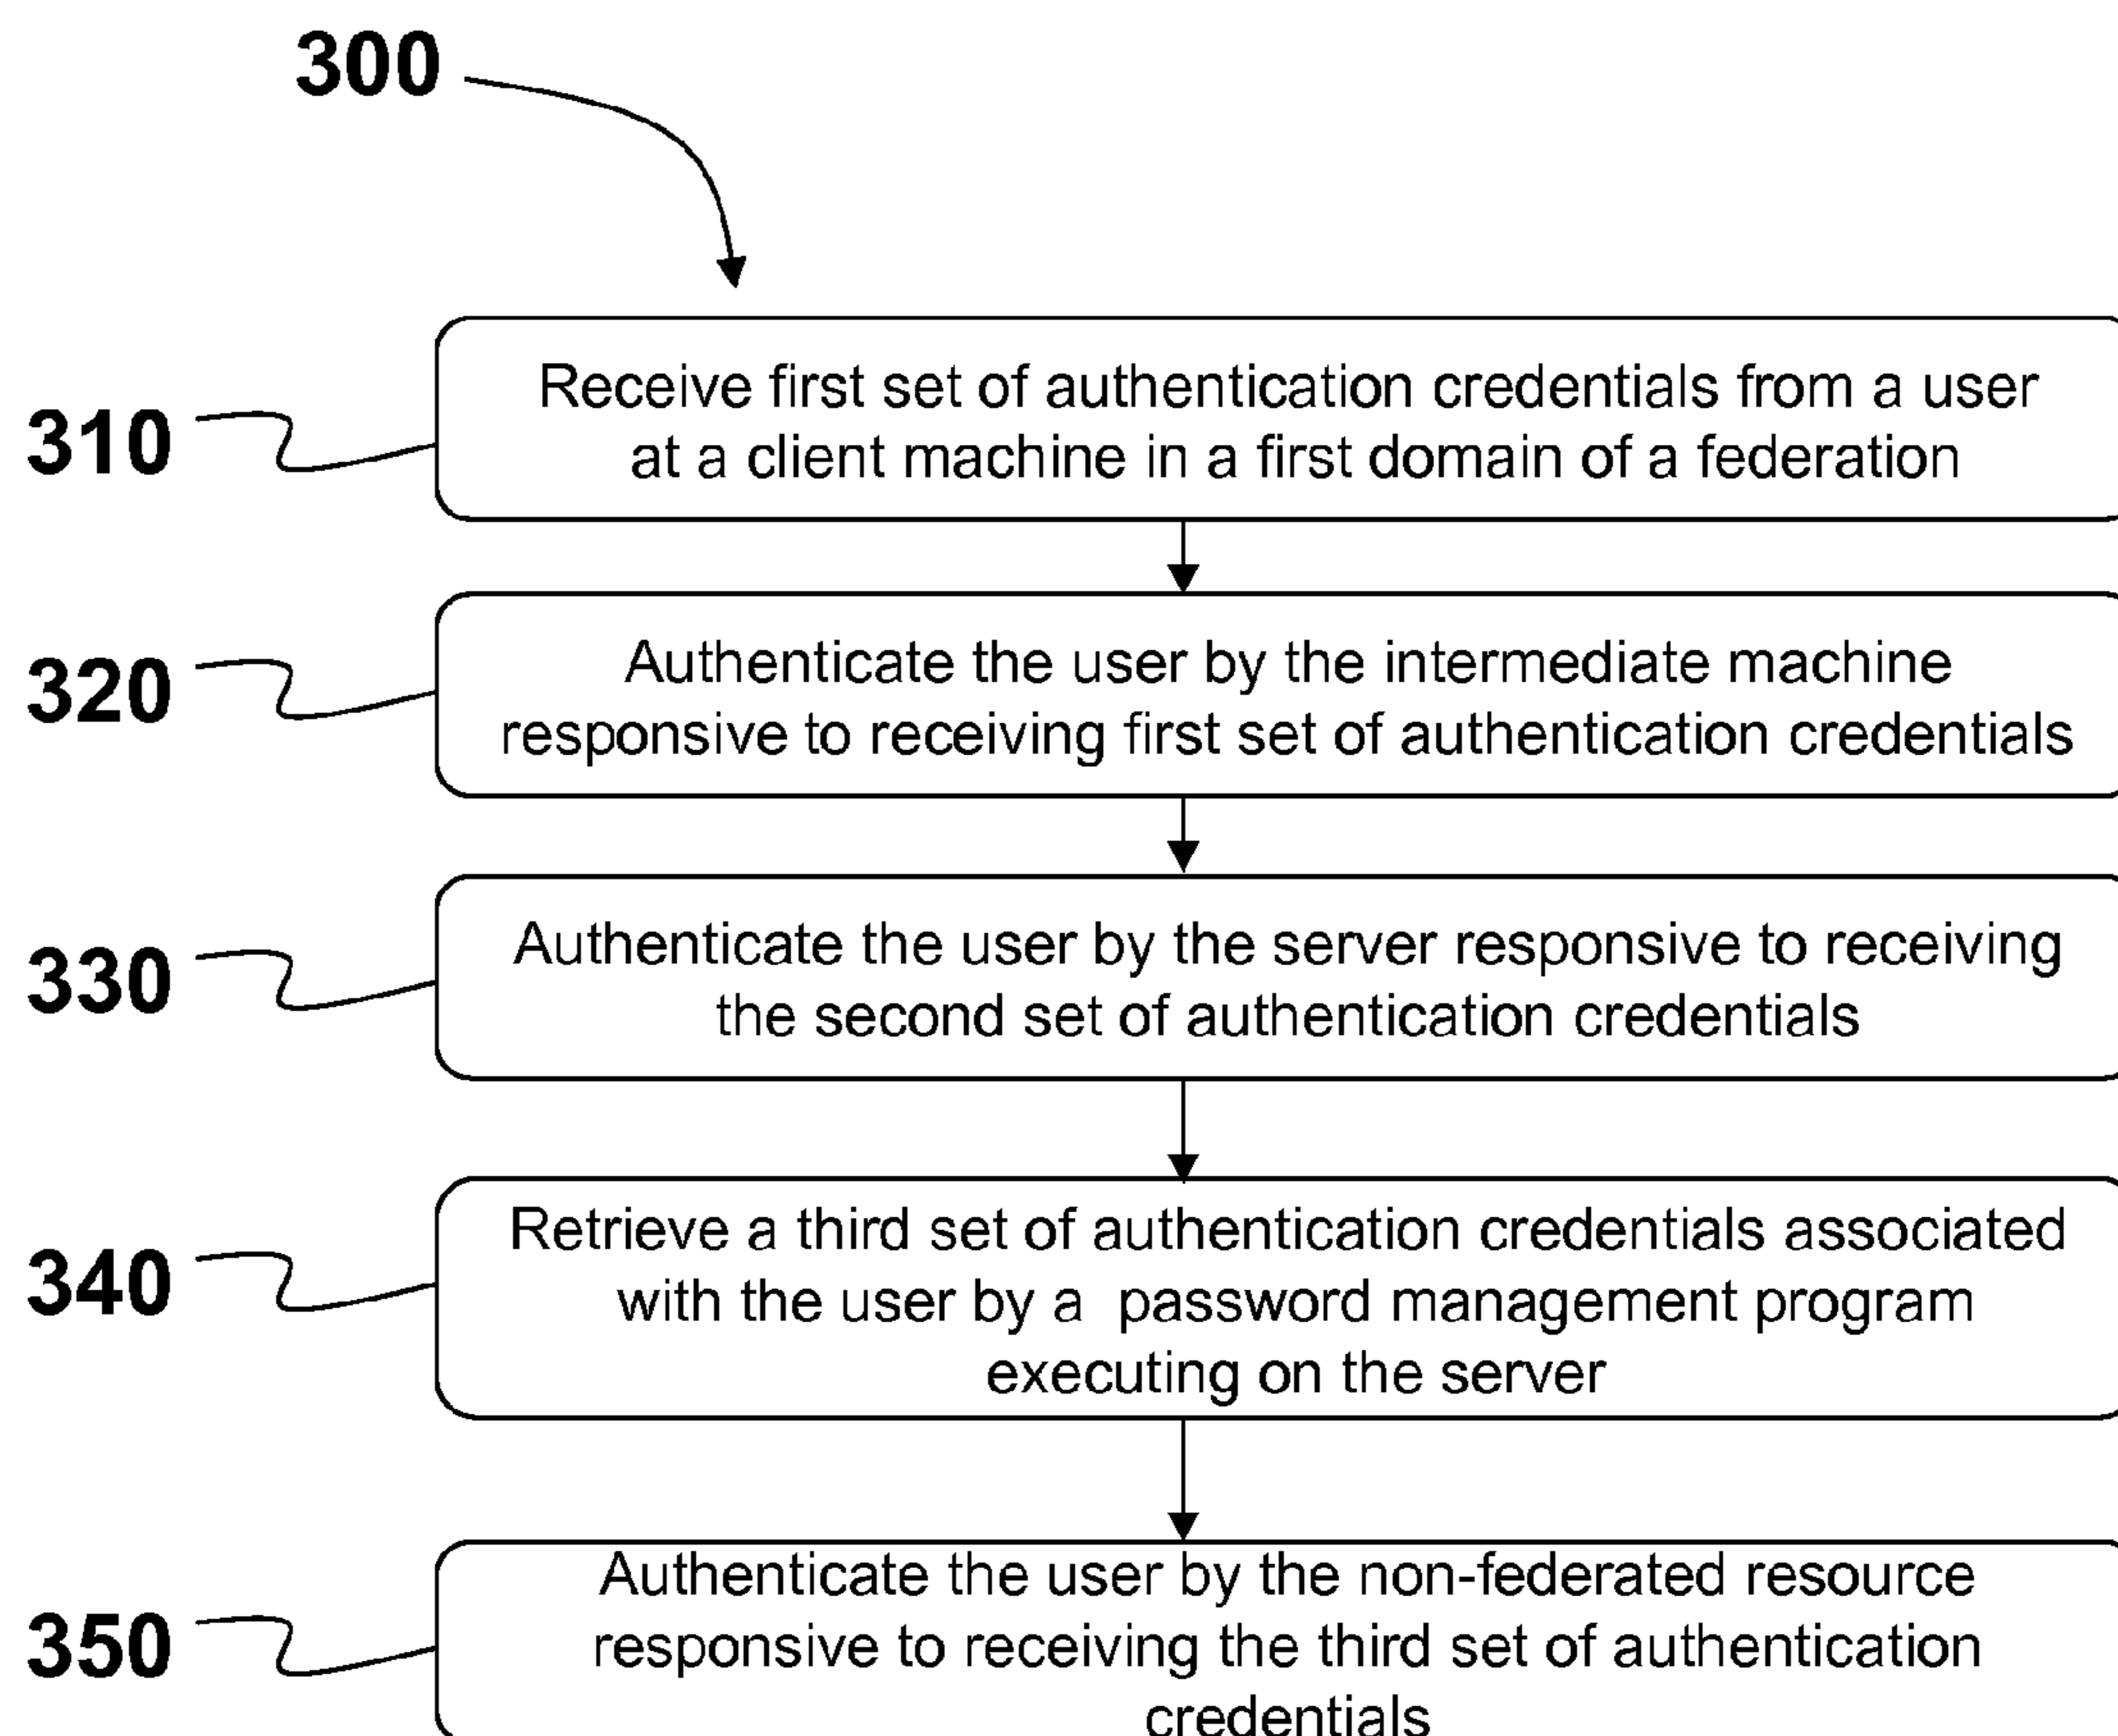 300
310
Receive first set of authentication credentials from a user
at a client machine in a first domain of a federation
320
Authenticate the user by the intermediate machine
responsive to receiving first set of authentication credentials
330
Authenticate the user by the server responsive to receiving
the second set of authentication credentials
340
Retrieve a third set of authentication credentials associated
with the user by a password management program
executing on the server
350
Authenticate the user by the non-federated resource
responsive to receiving the third set of authentication
credentials